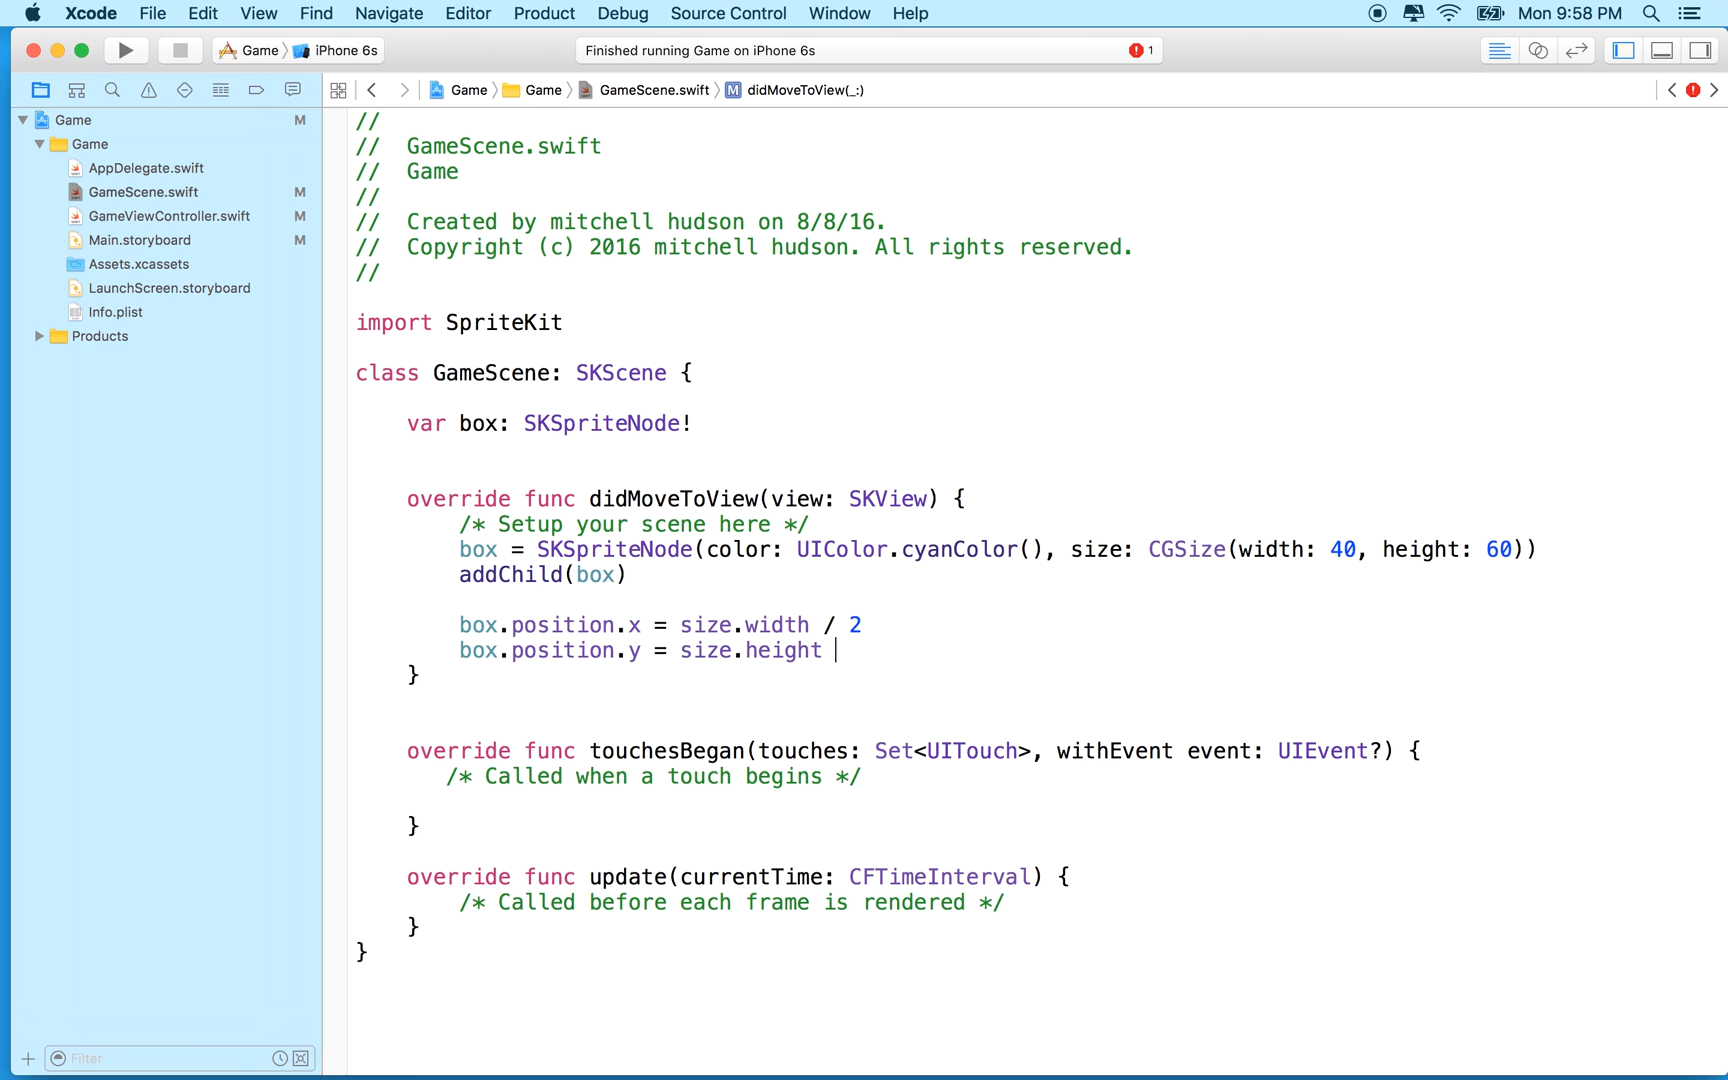 Xcode File Edit View Find Navigate Editor Product Debug Source Control Window Help Mon 9:58 PM
Game iPhone 6s Finished running Game on iPhone 6s 1
Game Game GameScene.swift M didMoveToView(_:)
Game M
Game
AppDelegate.swift
GameScene.swift M
GameViewController.swift M
Main.storyboard M
Assets.xcassets
LaunchScreen.storyboard
Info.plist
Products
Filter
//
// GameScene.swift
// Game
//
// Created by mitchell hudson on 8/8/16.
// Copyright (c) 2016 mitchell hudson. All rights reserved.
//
import SpriteKit
class GameScene: SKScene {
var box: SKSpriteNode!
override func didMoveToView(view: SKView) {
/* Setup your scene here */
box = SKSpriteNode(color: UIColor.cyanColor(), size: CGSize(width: 40, height: 60))
addChild(box)
box.position.x = size.width / 2
box.position.y = size.height
}
override func touchesBegan(touches: Set<UITouch>, withEvent event: UIEvent?) {
/* Called when a touch begins */
}
override func update(currentTime: CFTimeInterval) {
/* Called before each frame is rendered */
}
}